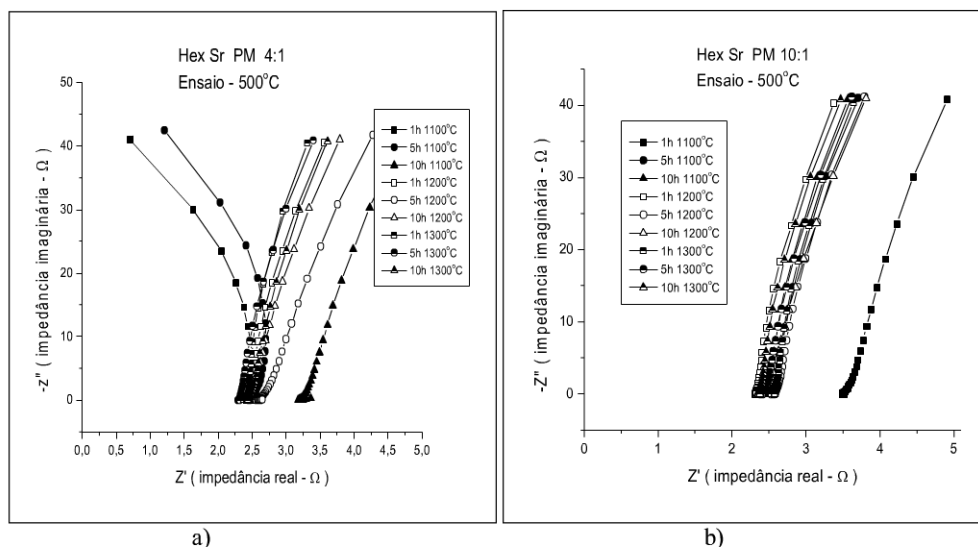 Hex Sr PM 4:1
Ensaio - 500°C
50
40
30
20
10
0
-Z'' ( impedância imaginária - Ω )
1h 1100°C
5h 1100°C
10h 1100°C
1h 1200°C
5h 1200°C
10h 1200°C
1h 1300°C
5h 1300°C
10h 1300°C
0,0 0,5 1,0 1,5 2,0 2,5 3,0 3,5 4,0 4,5 5,0
Z' ( impedância real - Ω )
a)
Hex Sr PM 10:1
Ensaio - 500°C
40
30
20
10
0
-Z'' ( impedância imaginária - Ω )
1h 1100°C
5h 1100°C
10h 1100°C
1h 1200°C
5h 1200°C
10h 1200°C
1h 1300°C
5h 1300°C
10h 1300°C
0 1 2 3 4 5
Z' ( impedância real - Ω )
b)